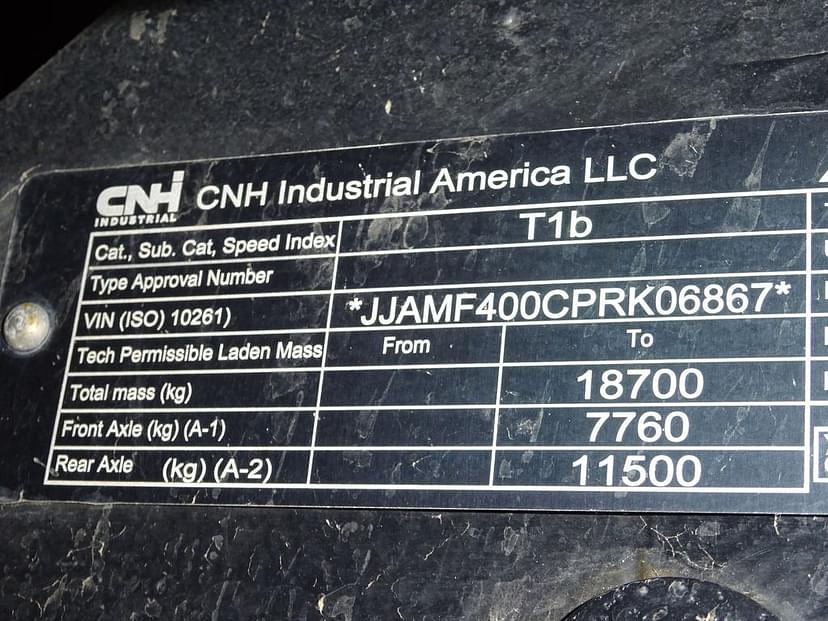 CNH INDUSTRIAL CNH Industrial America LLC
Cat., Sub. Cat, Speed Index T1b
Type Approval Number
VIN (ISO) 10261) *JJAMF400CPRK06867*
Tech Permissible Laden Mass From To
Total mass (kg) 18700
Front Axle (kg) (A-1) 7760
Rear Axle (kg) (A-2) 11500